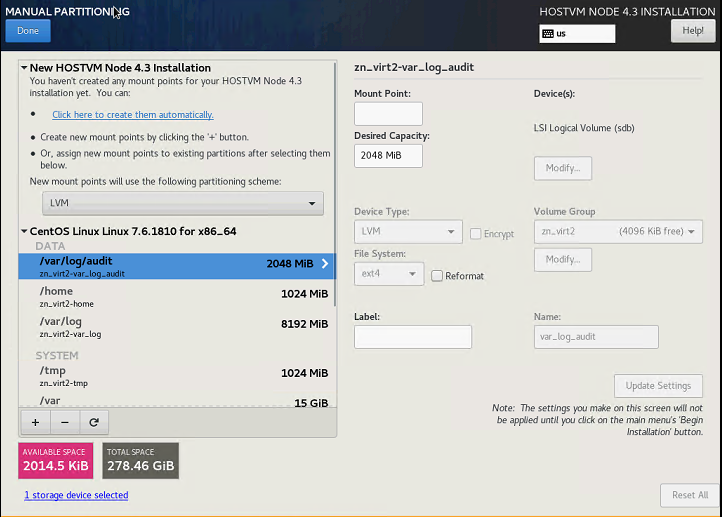 MANUAL PARTITIONING
HOSTVM NODE 4.3 INSTALLATION
Done
us
Help!
New HOSTVM Node 4.3 Installation
You haven't created any mount points for your HOSTVM Node 4.3
installation yet. You can:
• Click here to create them automatically.
• Create new mount points by clicking the '+' button.
• Or, assign new mount points to existing partitions after selecting them
below.
New mount points will use the following partitioning scheme:
LVM
CentOS Linux Linux 7.6.1810 for x86_64
DATA
/var/log/audit 2048 MiB
zn_virt2-var_log_audit
/home 1024 MiB
zn_virt2-home
/var/log 8192 MiB
zn_virt2-var_log
SYSTEM
/tmp 1024 MiB
zn_virt2-tmp
/var 15 GiB
+ −
AVAILABLE SPACE
2014.5 KiB
TOTAL SPACE
278.46 GiB
1 storage device selected
zn_virt2-var_log_audit
Mount Point:
Device(s):
LSI Logical Volume (sdb)
Desired Capacity:
2048 MiB
Modify...
Device Type:
LVM
Encrypt
Volume Group
zn_virt2 (4096 KiB free)
File System:
ext4
Reformat
Modify...
Label:
Name:
var_log_audit
Update Settings
Note: The settings you make on this screen will not
be applied until you click on the main menu's 'Begin
Installation' button.
Reset All